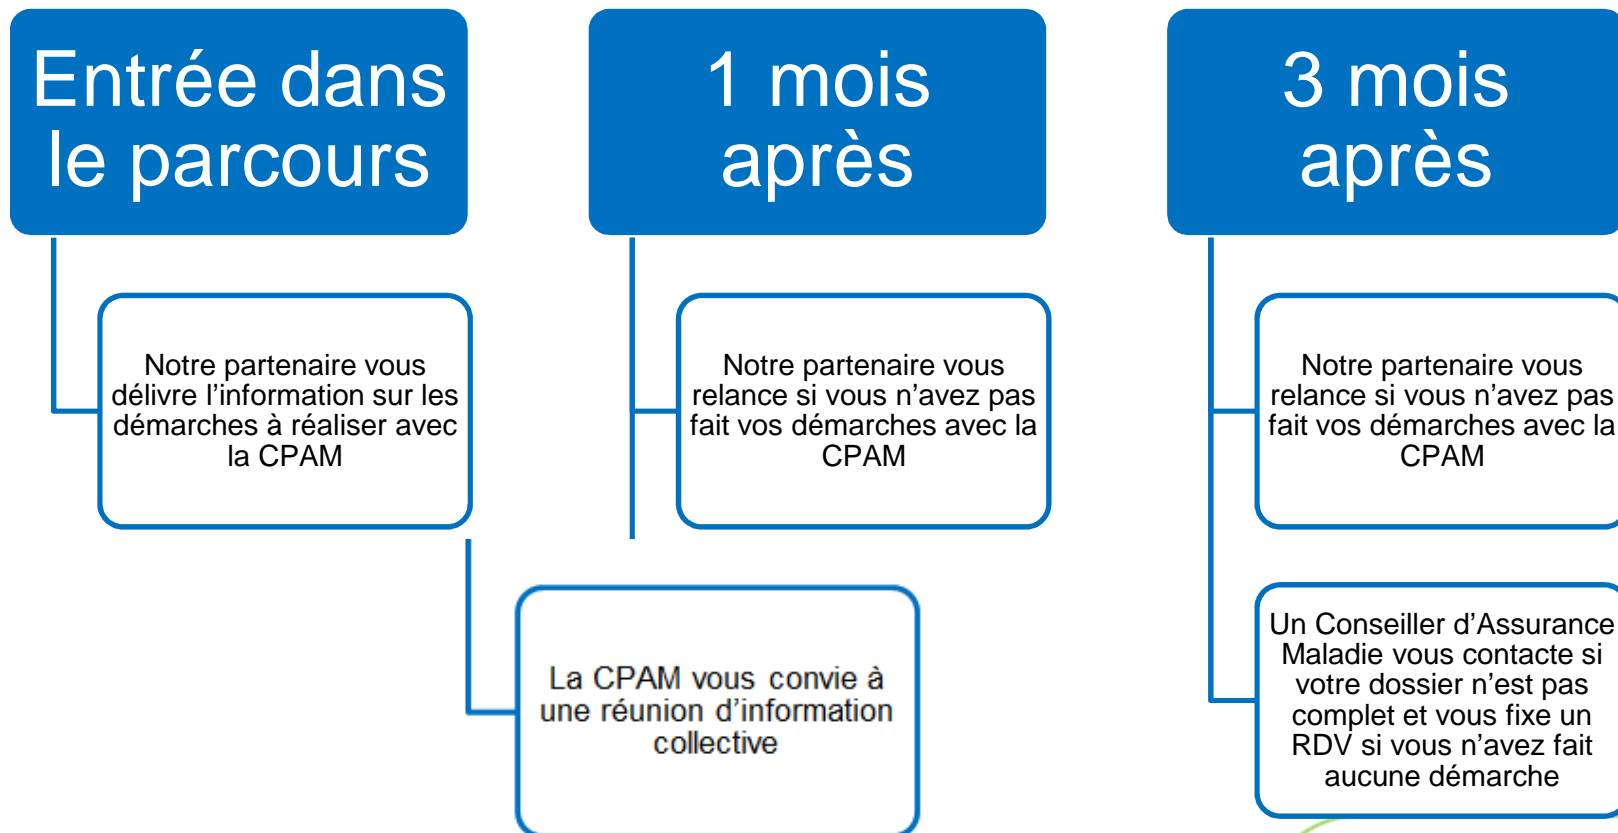 Entrée dans
le parcours
Notre partenaire vous
délivre l’information sur les
démarches à réaliser avec
la CPAM
1 mois
après
Notre partenaire vous
relance si vous n’avez pas
fait vos démarches avec la
CPAM
La CPAM vous convie à
une réunion d’information
collective
3 mois
après
Notre partenaire vous
relance si vous n’avez pas
fait vos démarches avec la
CPAM
Un Conseiller d’Assurance
Maladie vous contacte si
votre dossier n’est pas
complet et vous fixe un
RDV si vous n’avez fait
aucune démarche